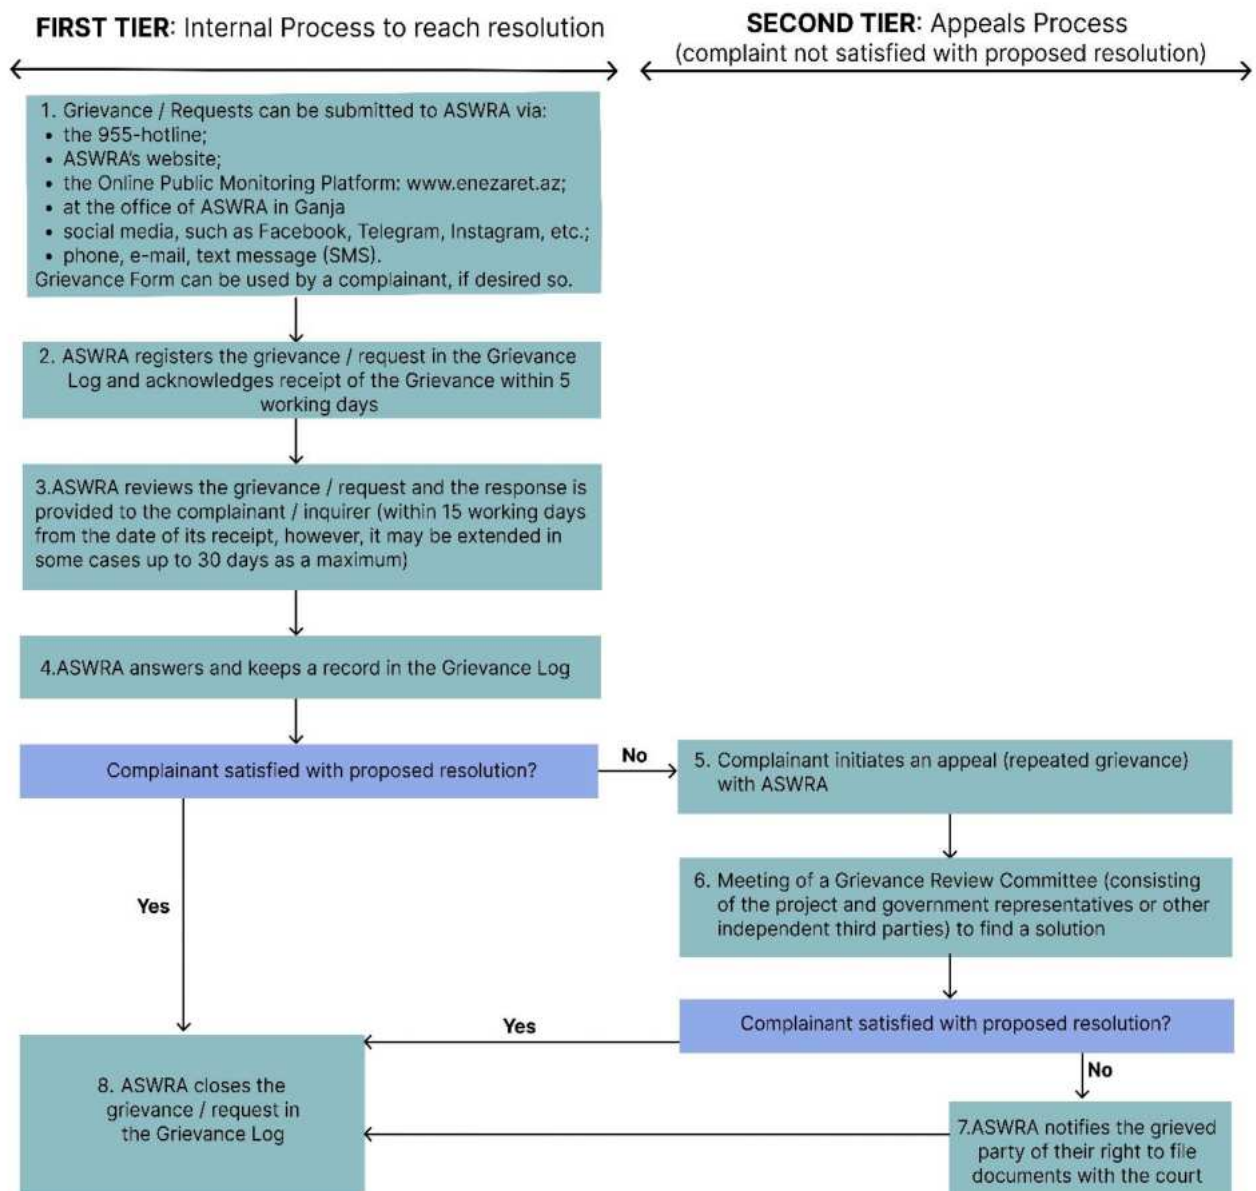 FIRST TIER: Internal Process to reach resolution
SECOND TIER: Appeals Process
(complaint not satisfied with proposed resolution)
1. Grievance / Requests can be submitted to ASWRA via:
• the 955-hotline;
• ASWRA's website;
• the Online Public Monitoring Platform: www.enezaret.az;
• at the office of ASWRA in Ganja
• social media, such as Facebook, Telegram, Instagram, etc.;
• phone, e-mail, text message (SMS).
Grievance Form can be used by a complainant, if desired so.
2. ASWRA registers the grievance / request in the Grievance
Log and acknowledges receipt of the Grievance within 5
working days
3.ASWRA reviews the grievance / request and the response is
provided to the complainant / inquirer (within 15 working days
from the date of its receipt, however, it may be extended in
some cases up to 30 days as a maximum)
4.ASWRA answers and keeps a record in the Grievance Log
Complainant satisfied with proposed resolution?
No
5. Complainant initiates an appeal (repeated grievance)
with ASWRA
6. Meeting of a Grievance Review Committee (consisting
of the project and government representatives or other
independent third parties) to find a solution
Yes
Complainant satisfied with proposed resolution?
Yes
No
7.ASWRA notifies the grieved
party of their right to file
documents with the court
8. ASWRA closes the
grievance / request in
the Grievance Log